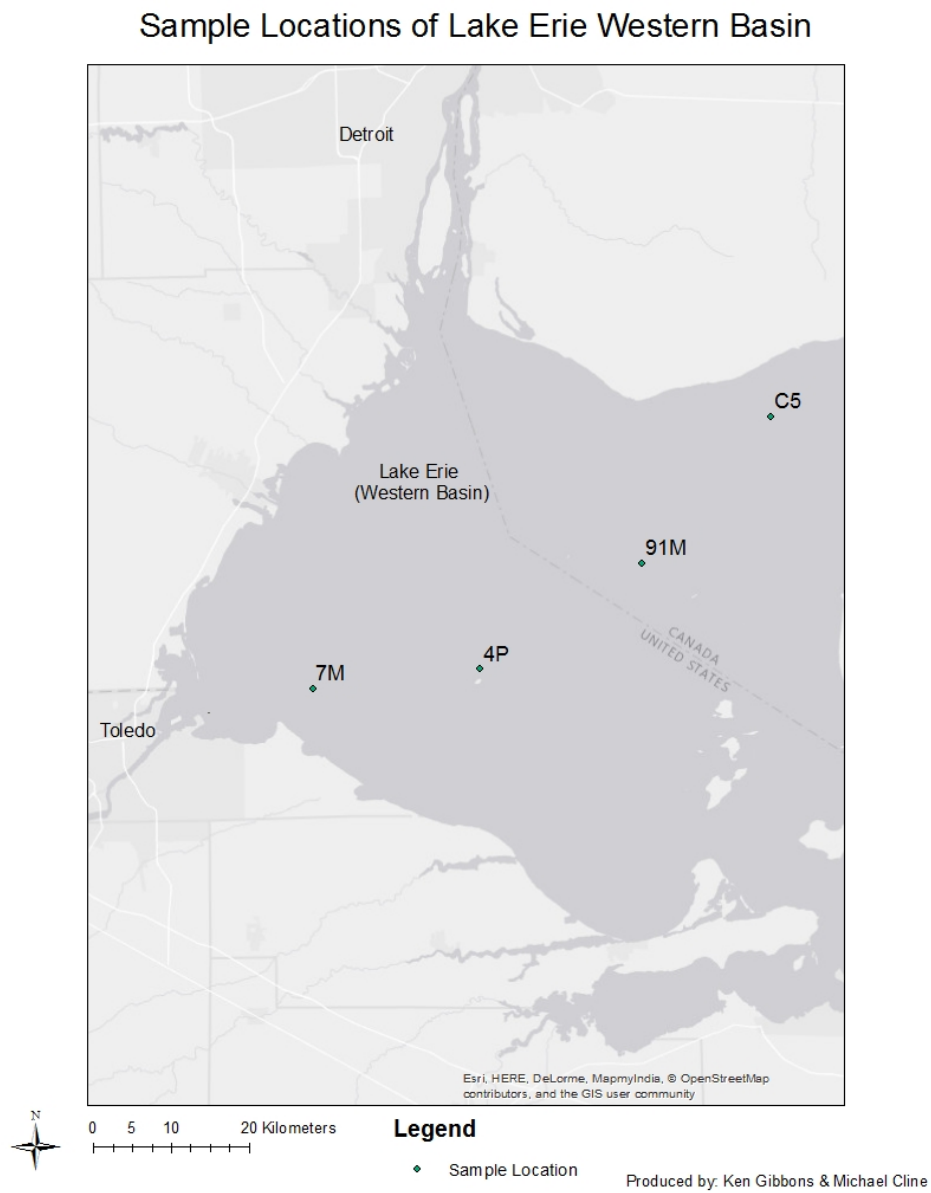 Sample Locations of Lake Erie Western Basin
Detroit
C5
Lake Erie
(Western Basin)
91M
CANADA
UNITED STATES
4P
7M
Toledo
Esri, HERE, DeLorme, MapmyIndia, © OpenStreetMap
contributors, and the GIS user community
N
0 5 10 20 Kilometers
Legend
Sample Location
Produced by: Ken Gibbons & Michael Cline